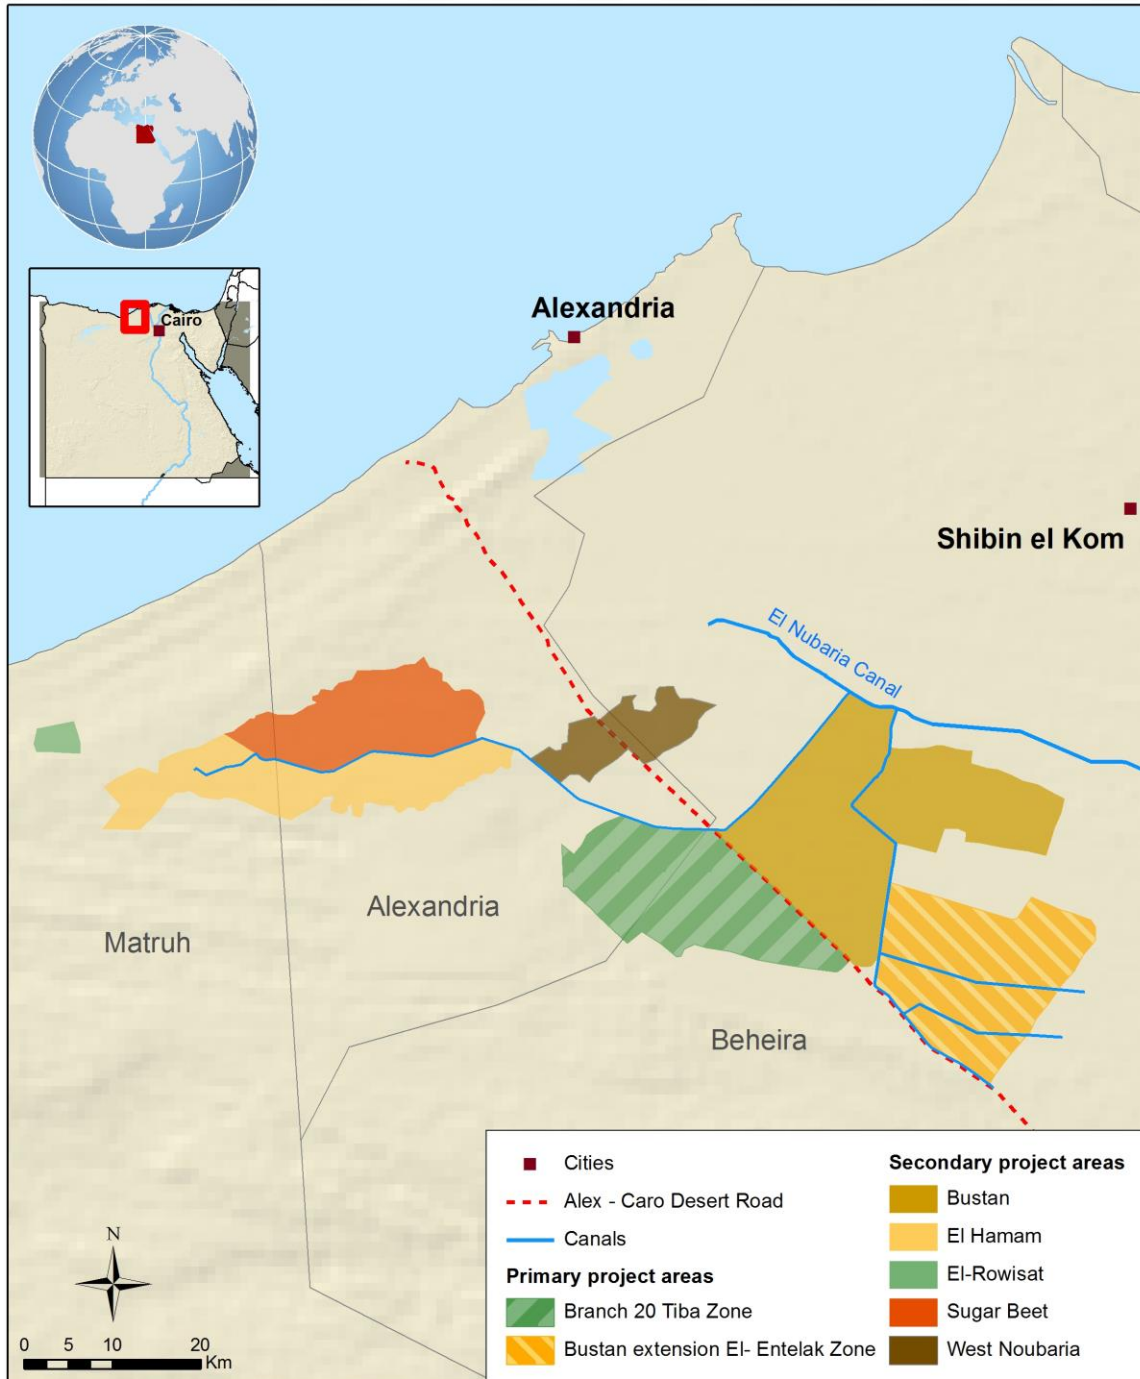 Cairo
Alexandria
Shibin el Kom
El Nubaria Canal
Alexandria
Matruh
Beheira
N
0 5 10 20
Km
Cities
Alex - Caro Desert Road
Canals
Primary project areas
Branch 20 Tiba Zone
Bustan extension El- Entelak Zone
Secondary project areas
Bustan
El Hamam
El-Rowisat
Sugar Beet
West Noubaria